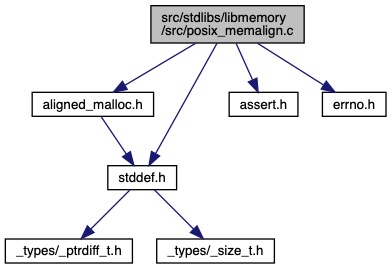 src/stdlibs/libmemory
/src/posix_memalign.c
aligned_malloc.h
assert.h
errno.h
stddef.h
_types/_ptrdiff_t.h
_types/_size_t.h